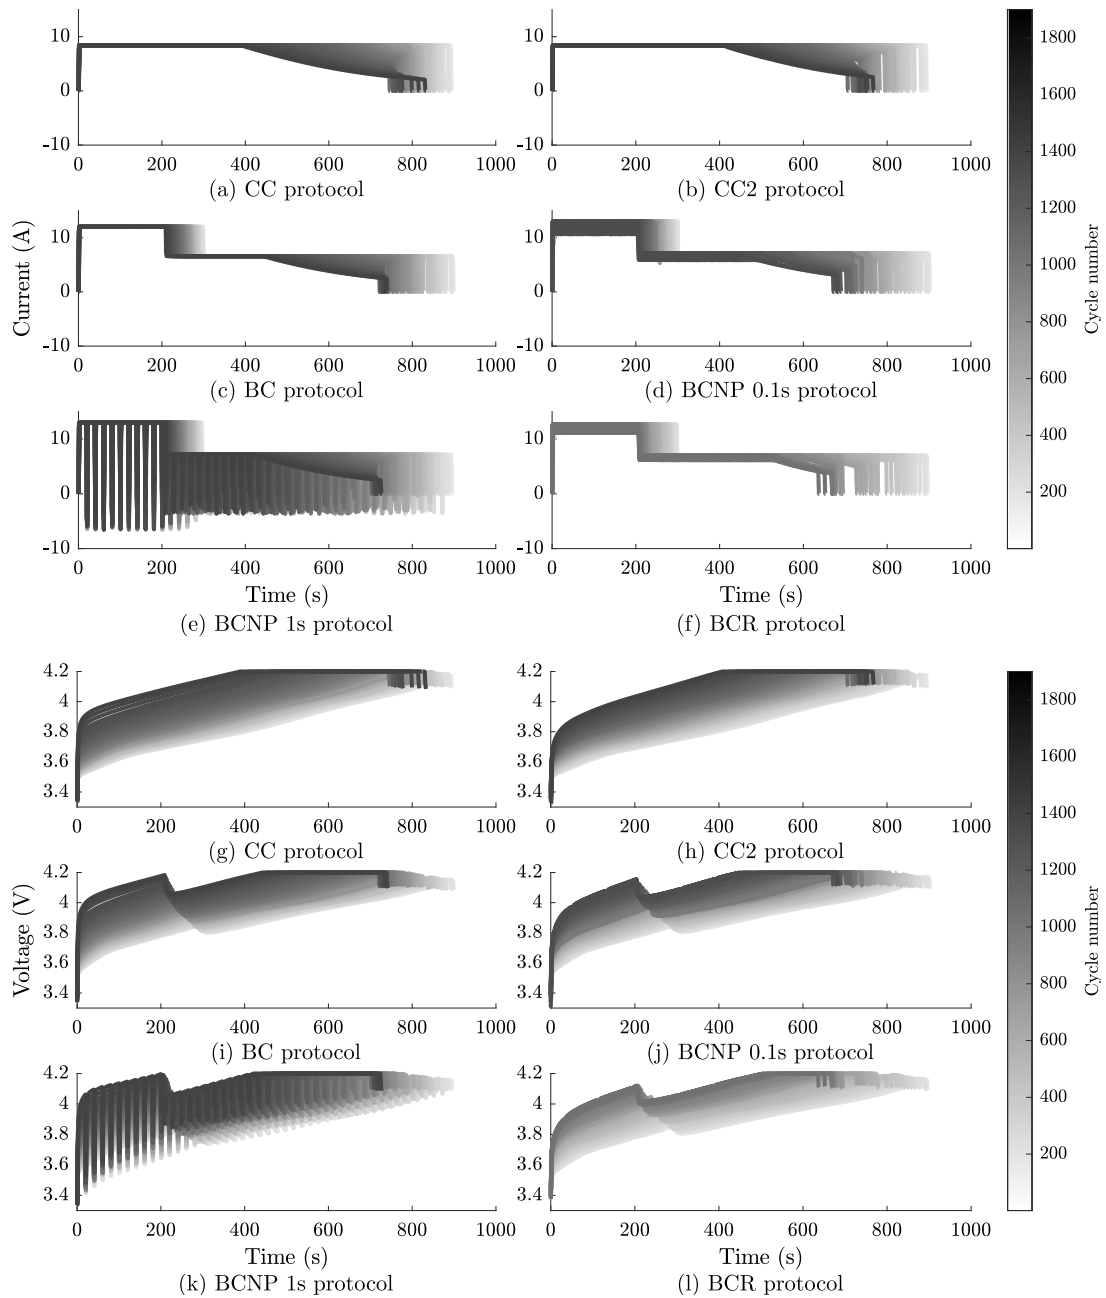 10
0
-10
0 200 400 600 800 1000
(a) CC protocol
10
0
-10
0 200 400 600 800 1000
(b) CC2 protocol
10
0
-10
0 200 400 600 800 1000
(c) BC protocol
10
0
-10
0 200 400 600 800 1000
(d) BCNP 0.1s protocol
10
0
-10
0 200 400 600 800 1000
Time (s)
(e) BCNP 1s protocol
10
0
-10
0 200 400 600 800 1000
Time (s)
(f) BCR protocol
Current (A)
1800
1600
1400
1200
1000
800
600
400
200
Cycle number
4.2
4
3.8
3.6
3.4
0 200 400 600 800 1000
(g) CC protocol
4.2
4
3.8
3.6
3.4
0 200 400 600 800 1000
(h) CC2 protocol
4.2
4
3.8
3.6
3.4
0 200 400 600 800 1000
(i) BC protocol
4.2
4
3.8
3.6
3.4
0 200 400 600 800 1000
(j) BCNP 0.1s protocol
4.2
4
3.8
3.6
3.4
0 200 400 600 800 1000
Time (s)
(k) BCNP 1s protocol
4.2
4
3.8
3.6
3.4
0 200 400 600 800 1000
Time (s)
(l) BCR protocol
Voltage (V)
1800
1600
1400
1200
1000
800
600
400
200
Cycle number